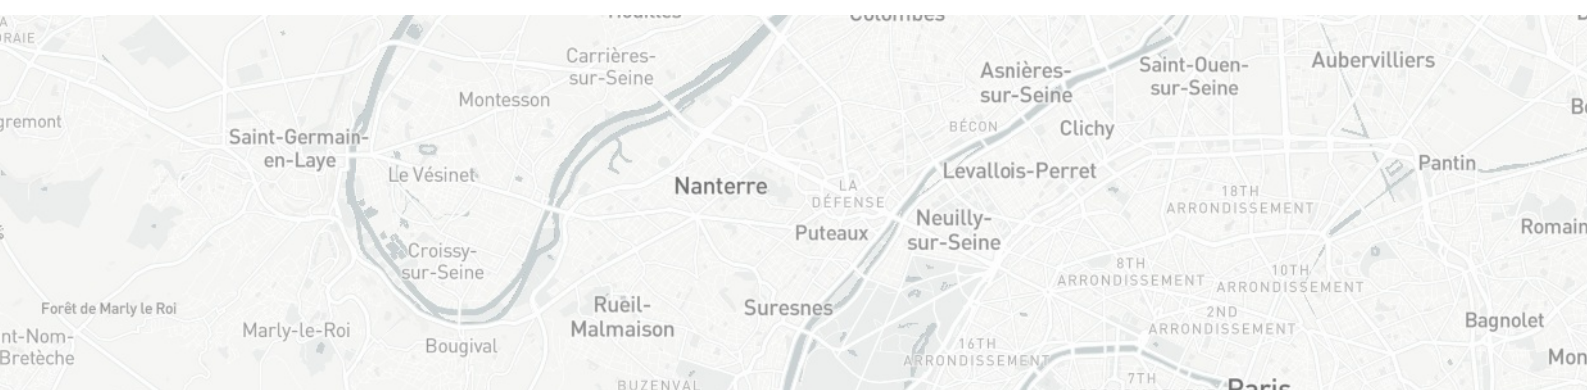 Colombes
Carrières-
sur-Seine
Montesson
Asnières-
sur-Seine
Saint-Ouen-
sur-Seine
Aubervilliers
BÉCON
Clichy
Saint-Germain-
en-Laye
Le Vésinet
Nanterre
LA
DÉFENSE
Levallois-Perret
Pantin
18TH
ARRONDISSEMENT
Puteaux
Neuilly-
sur-Seine
Croissy-
sur-Seine
8TH
ARRONDISSEMENT
10TH
ARRONDISSEMENT
Forêt de Marly le Roi
Marly-le-Roi
Bougival
Rueil-
Malmaison
Suresnes
2ND
ARRONDISSEMENT
Bagnolet
16TH
ARRONDISSEMENT
7TH
Paris
BUZENVAL
nt-Nom-
Bretèche
gremont
Romain
Mon